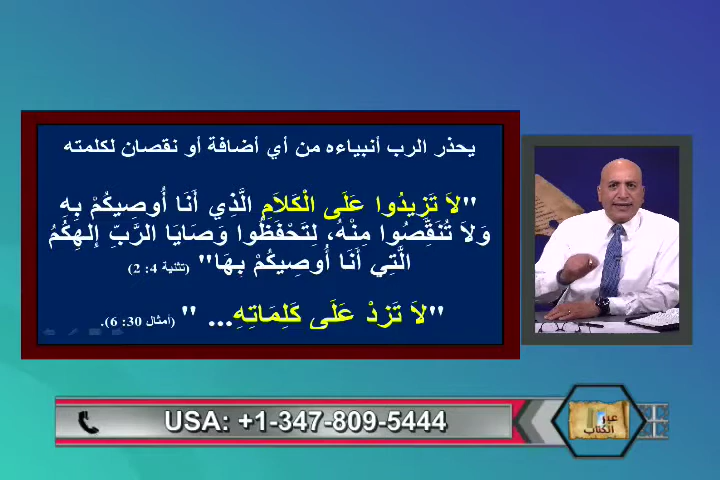 يحذر الرب أنبياءه من أي أضافة أو نقصان لكلمته
"لاَ تَزِيدُوا عَلَى الْكَلاَمِ الَّذِي أَنَا أُوصِيكُمْ بِهِ
وَلاَ تُنَقِّصُوا مِنْهُ، لِتَحْفَظُوا وَصَايَا الرَّبِّ إِلهِكُمُ
الَّتِي أَنَا أُوصِيكُمْ بِهَا" (تثنية 4: 2)
"لاَ تَزِدْ عَلَى كَلِمَاتِهِ... " (أمثال 30: 6).
USA: +1-347-809-5444
عبر الكتاب